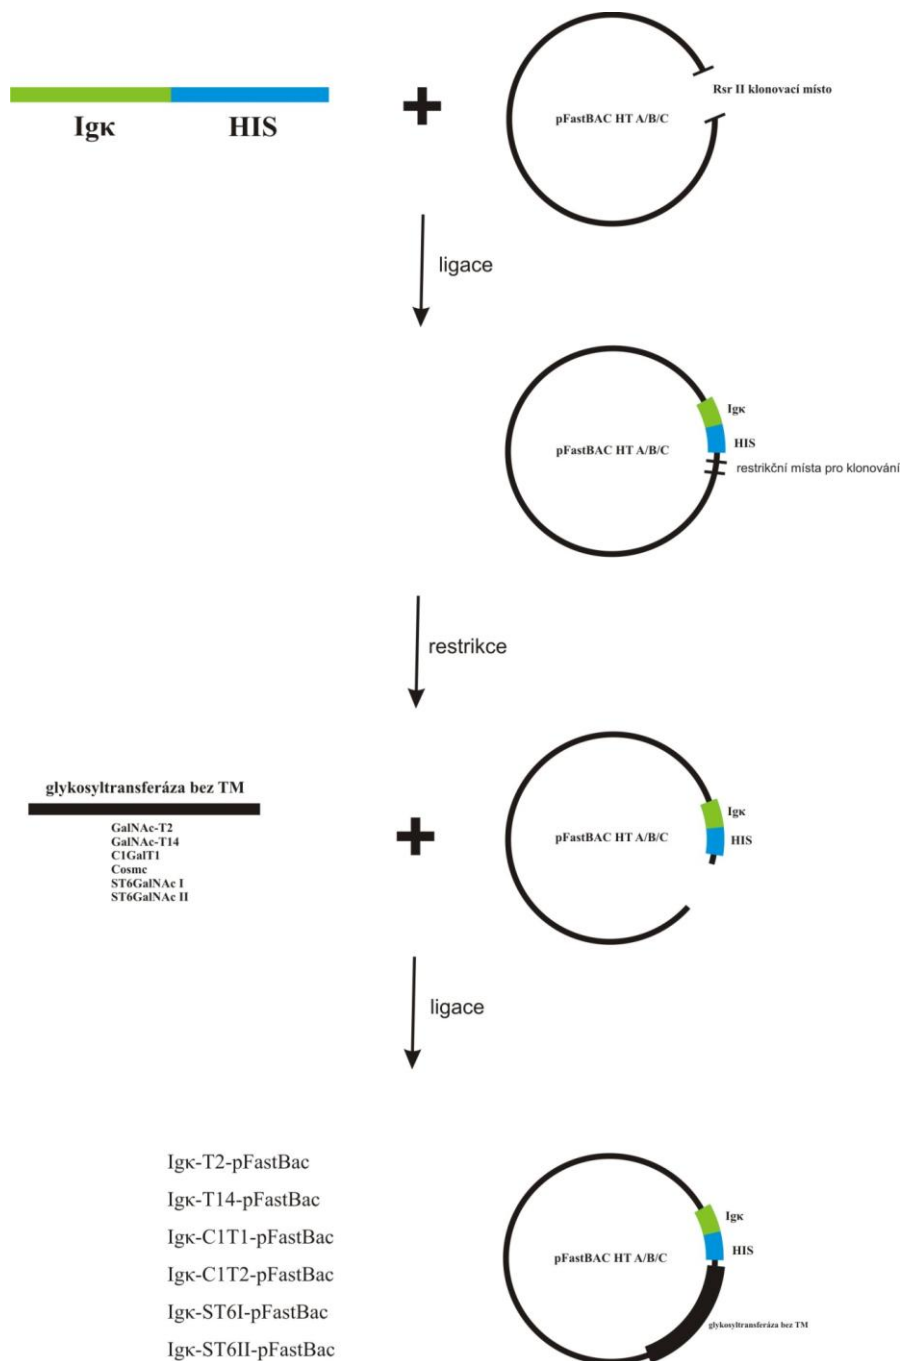 Igκ
HIS
+
pFastBAC HT A/B/C
Rsr II klonovací místo
ligace
pFastBAC HT A/B/C
Igκ
HIS
restrikční místa pro klonování
restrikce
glykosyltransferáza bez TM
GalNAc-T2
GalNAc-T14
C1GalT1
Cosmc
ST6GalNAc I
ST6GalNAc II
+
pFastBAC HT A/B/C
Igκ
HIS
ligace
Igκ-T2-pFastBac
Igκ-T14-pFastBac
Igκ-C1T1-pFastBac
Igκ-C1T2-pFastBac
Igκ-ST6I-pFastBac
Igκ-ST6II-pFastBac
pFastBAC HT A/B/C
Igκ
HIS
glykosyltransferáza bez TM